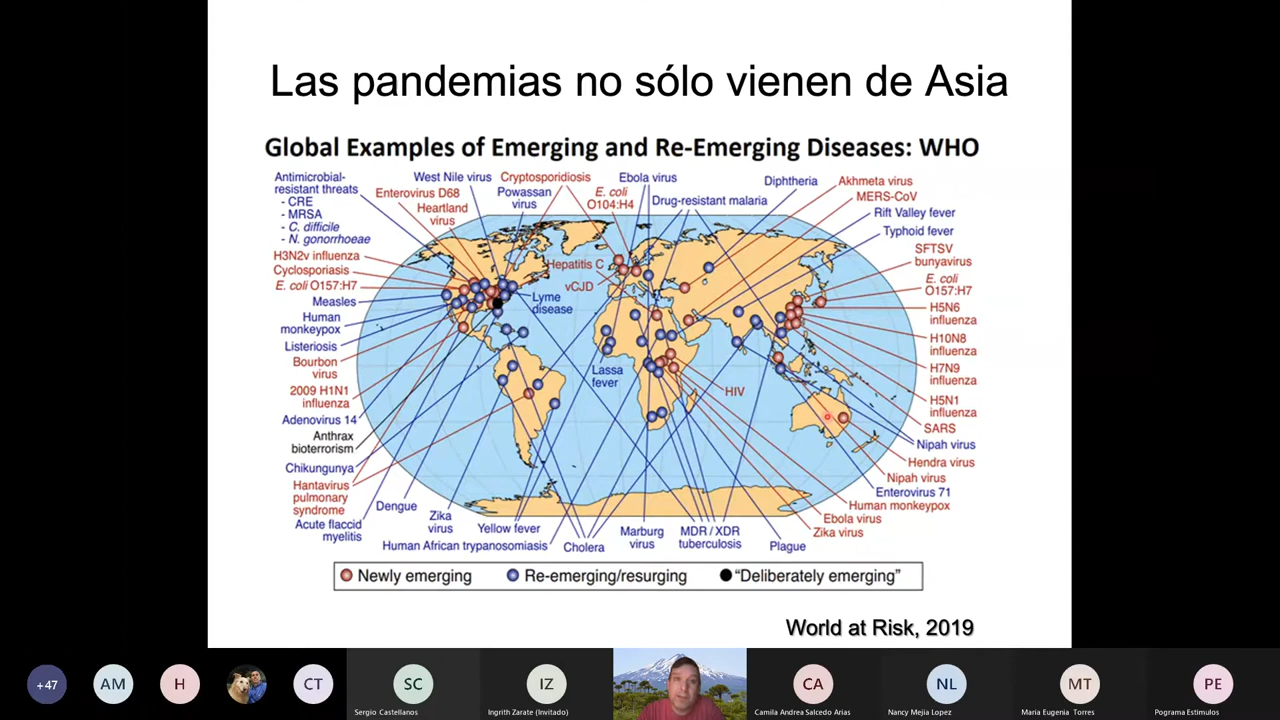 Las pandemias no sólo vienen de Asia
Global Examples of Emerging and Re-Emerging Diseases: WHO
Antimicrobial-
resistant threats
- CRE
- MRSA
- C. difficile
- N. gonorrhoeae
H3N2v influenza
Cyclosporiasis
E. coli O157:H7
Measles
Human
monkeypox
Listeriosis
Bourbon
virus
2009 H1N1
influenza
Adenovirus 14
Anthrax
bioterrorism
Chikungunya
Hantavirus
pulmonary
syndrome
Acute flaccid
myelitis
Enterovirus D68
Heartland
virus
West Nile virus
Powassan
virus
Cryptosporidiosis
E. coli
O104:H4
Ebola virus
Drug-resistant malaria
Diphtheria
Akhmeta virus
MERS-CoV
Rift Valley fever
Typhoid fever
SFTSV
bunyavirus
E. coli
O157:H7
H5N6
influenza
H10N8
influenza
H7N9
influenza
H5N1
influenza
SARS
Nipah virus
Hendra virus
Nipah virus
Enterovirus 71
Human monkeypox
Ebola virus
Zika virus
Hepatitis C
vCJD
Lyme
disease
Lassa
fever
HIV
Dengue
Zika
virus
Yellow fever
Human African trypanosomiasis
Cholera
Marburg
virus
MDR / XDR
tuberculosis
Plague
Newly emerging
Re-emerging/resurging
"Deliberately emerging"
World at Risk, 2019
+47
AM
H
CT
SC
Sergio Castellanos
IZ
Ingrith Zarate (Invitado)
CA
Camila Andrea Salcedo Arias
NL
Nancy Mejia Lopez
MT
Maria Eugenia Torres
PE
Pograma Estimulos